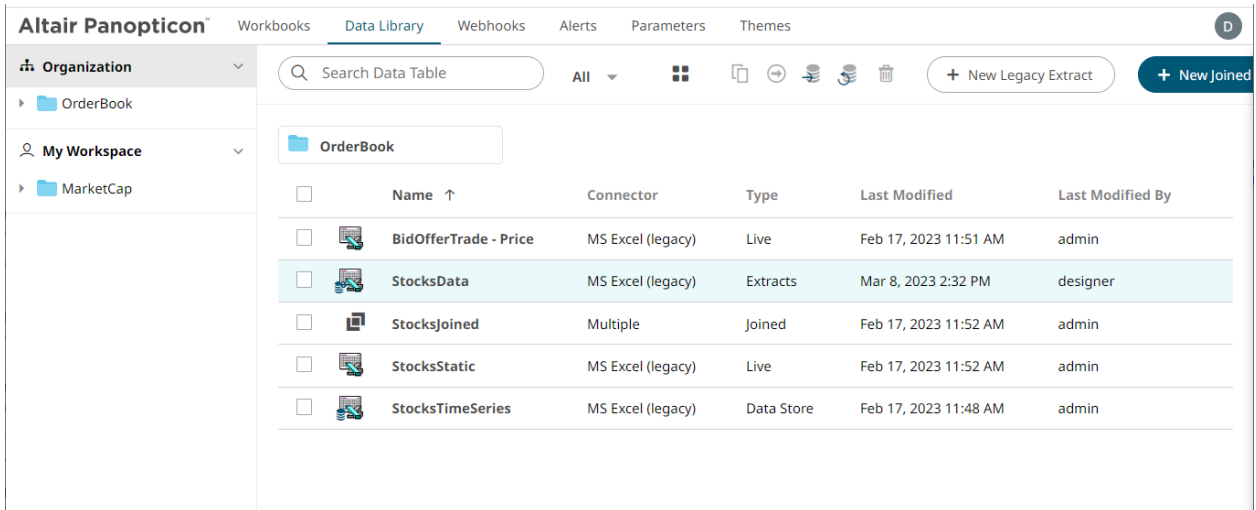 Altair Panopticon™ Workbooks Data Library Webhooks Alerts Parameters Themes D
Organization
OrderBook
My Workspace
MarketCap
Search Data Table All + New Legacy Extract + New Joined
OrderBook
Name ↑ Connector Type Last Modified Last Modified By
BidOfferTrade - Price MS Excel (legacy) Live Feb 17, 2023 11:51 AM admin
StocksData MS Excel (legacy) Extracts Mar 8, 2023 2:32 PM designer
StocksJoined Multiple Joined Feb 17, 2023 11:52 AM admin
StocksStatic MS Excel (legacy) Live Feb 17, 2023 11:52 AM admin
StocksTimeSeries MS Excel (legacy) Data Store Feb 17, 2023 11:48 AM admin